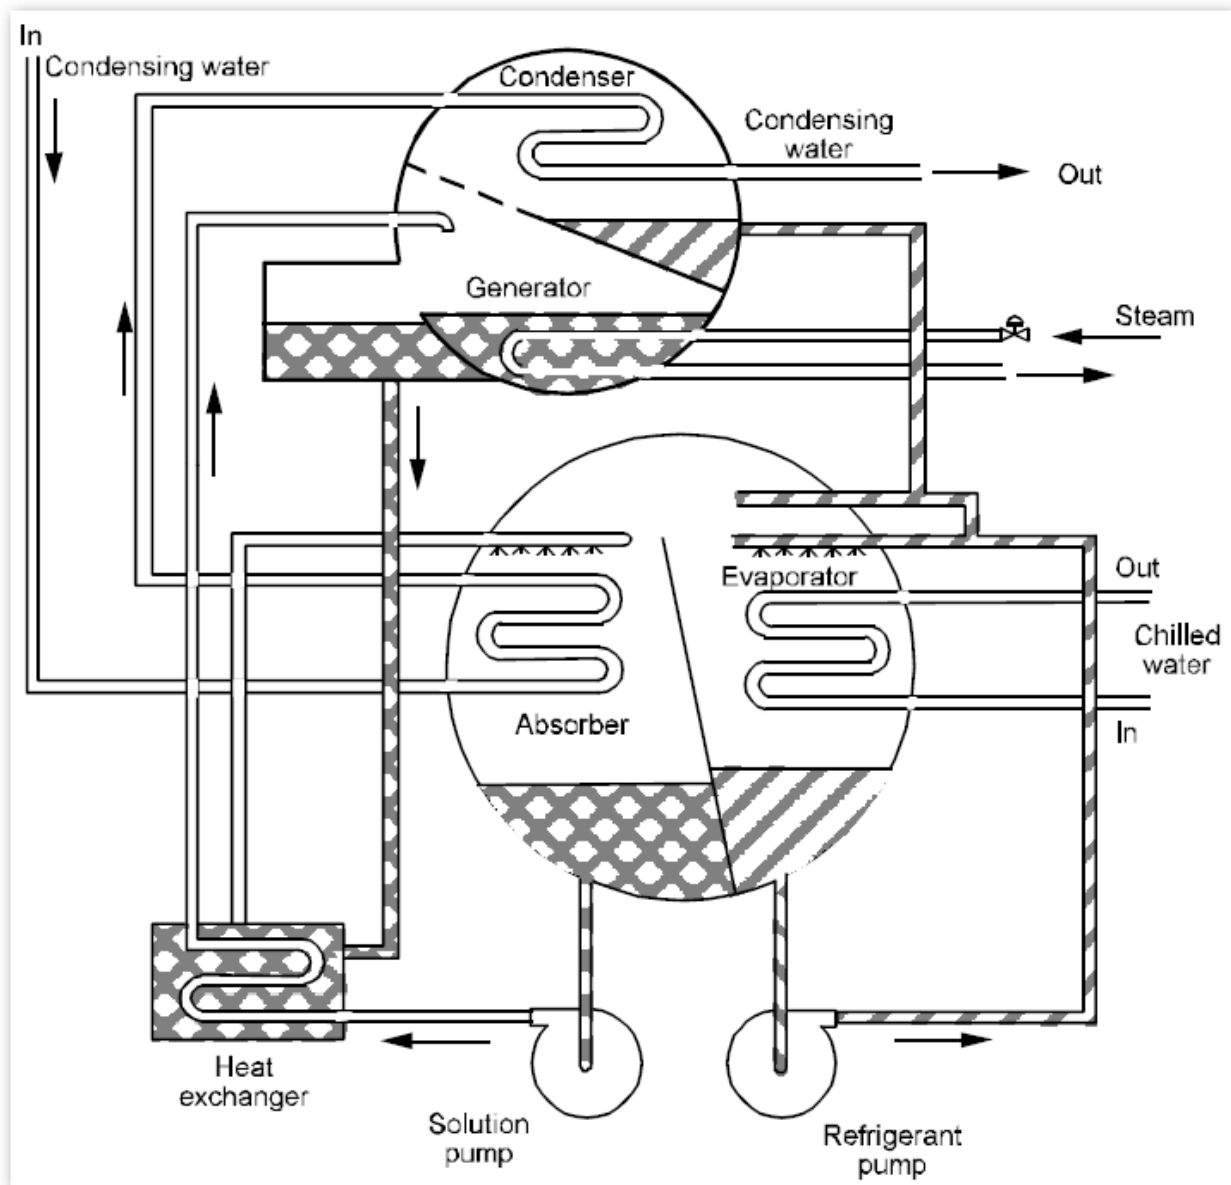 In
Condensing water
Condenser
Condensing
water
Out
Generator
Steam
Evaporator
Out
Chilled
water
In
Absorber
Heat
exchanger
Solution
pump
Refrigerant
pump